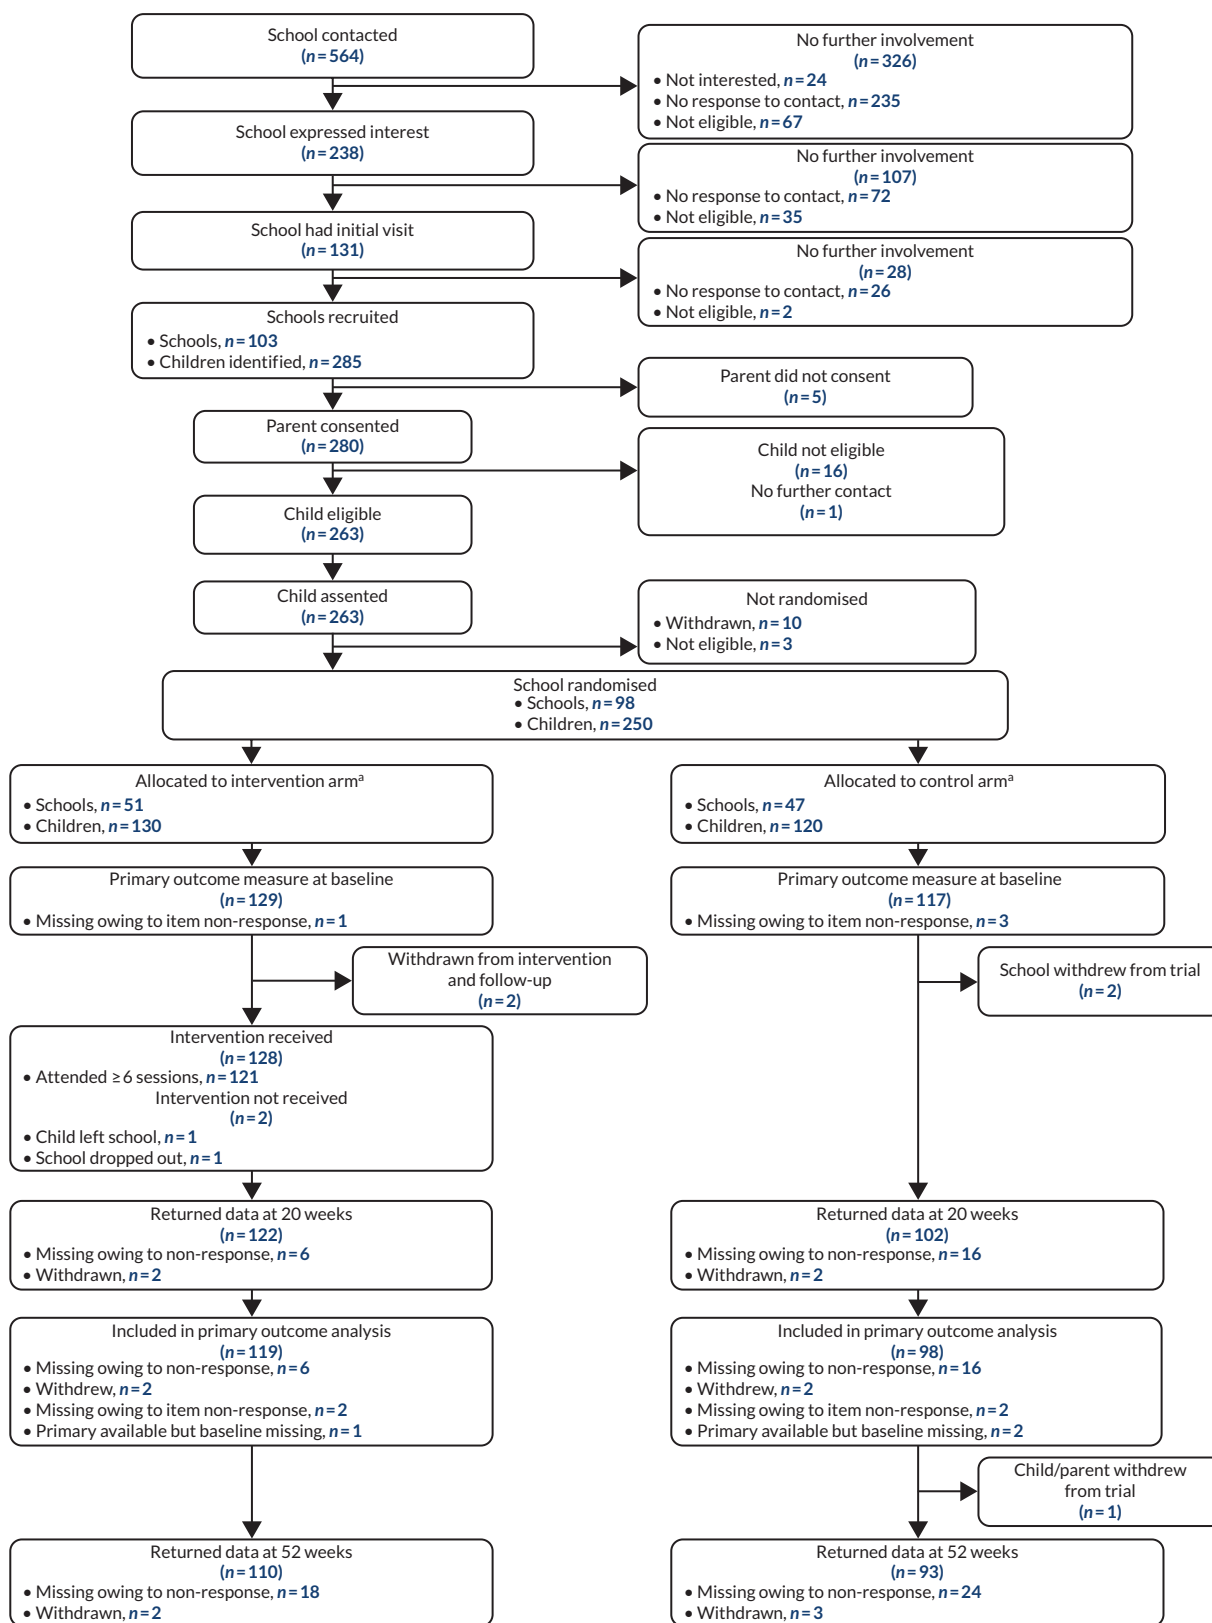 School contacted
(n=564)
No further involvement
(n=326)
• Not interested, n=24
• No response to contact, n=235
• Not eligible, n=67
School expressed interest
(n=238)
No further involvement
(n=107)
• No response to contact, n=72
• Not eligible, n=35
School had initial visit
(n=131)
No further involvement
(n=28)
• No response to contact, n=26
• Not eligible, n=2
Schools recruited
• Schools, n=103
• Children identified, n=285
Parent did not consent
(n=5)
Parent consented
(n=280)
Child not eligible
(n=16)
No further contact
(n=1)
Child eligible
(n=263)
Child assented
(n=263)
Not randomised
• Withdrawn, n=10
• Not eligible, n=3
School randomised
• Schools, n=98
• Children, n=250
Allocated to intervention armᵃ
• Schools, n=51
• Children, n=130
Allocated to control armᵃ
• Schools, n=47
• Children, n=120
Primary outcome measure at baseline
(n=129)
• Missing owing to item non-response, n=1
Primary outcome measure at baseline
(n=117)
• Missing owing to item non-response, n=3
Withdrawn from intervention
and follow-up
(n=2)
School withdrew from trial
(n=2)
Intervention received
(n=128)
• Attended ≥6 sessions, n=121
Intervention not received
(n=2)
• Child left school, n=1
• School dropped out, n=1
Returned data at 20 weeks
(n=122)
• Missing owing to non-response, n=6
• Withdrawn, n=2
Returned data at 20 weeks
(n=102)
• Missing owing to non-response, n=16
• Withdrawn, n=2
Included in primary outcome analysis
(n=119)
• Missing owing to non-response, n=6
• Withdrew, n=2
• Missing owing to item non-response, n=2
• Primary available but baseline missing, n=1
Included in primary outcome analysis
(n=98)
• Missing owing to non-response, n=16
• Withdrew, n=2
• Missing owing to item non-response, n=2
• Primary available but baseline missing, n=2
Child/parent withdrew
from trial
(n=1)
Returned data at 52 weeks
(n=110)
• Missing owing to non-response, n=18
• Withdrawn, n=2
Returned data at 52 weeks
(n=93)
• Missing owing to non-response, n=24
• Withdrawn, n=3